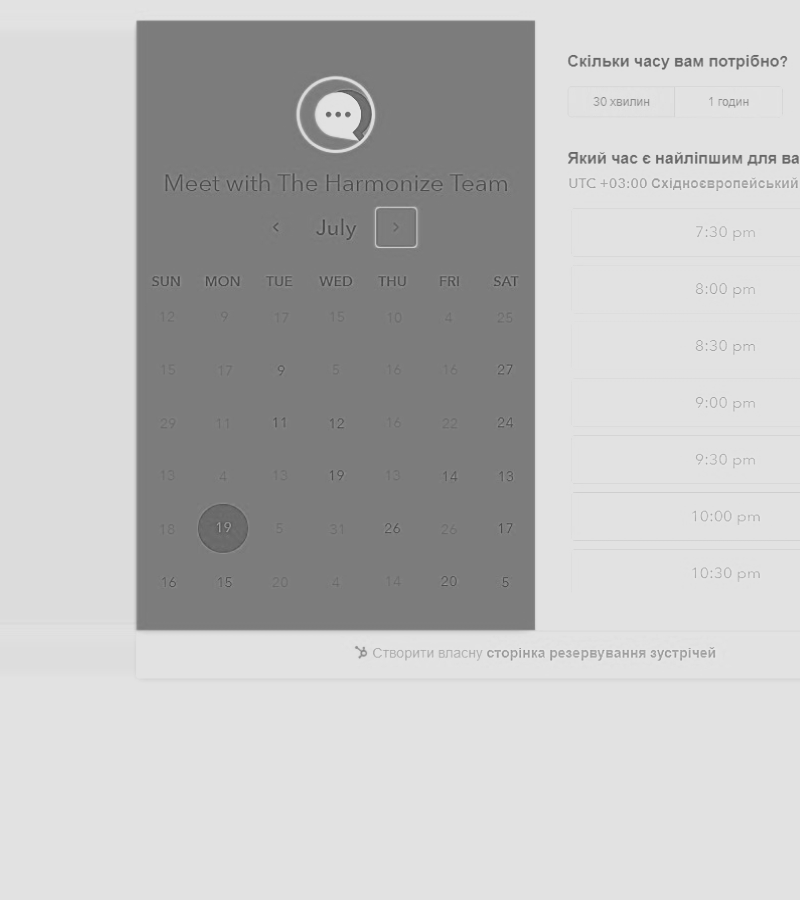 Meet with The Harmonize Team
July
SUN MON TUE WED THU FRI SAT
12 9 17 15 10 4 25
15 17 9 5 16 16 27
29 11 11 12 16 22 24
13 4 13 19 13 14 13
18 19 5 31 26 26 17
16 15 20 4 14 20 5
Скільки часу вам потрібно?
30 хвилин 1 годин
Який час є найліпшим для ва
UTC +03:00 Східноєвропейський
7:30 pm
8:00 pm
8:30 pm
9:00 pm
9:30 pm
10:00 pm
10:30 pm
Створити власну сторінка резервування зустрічей